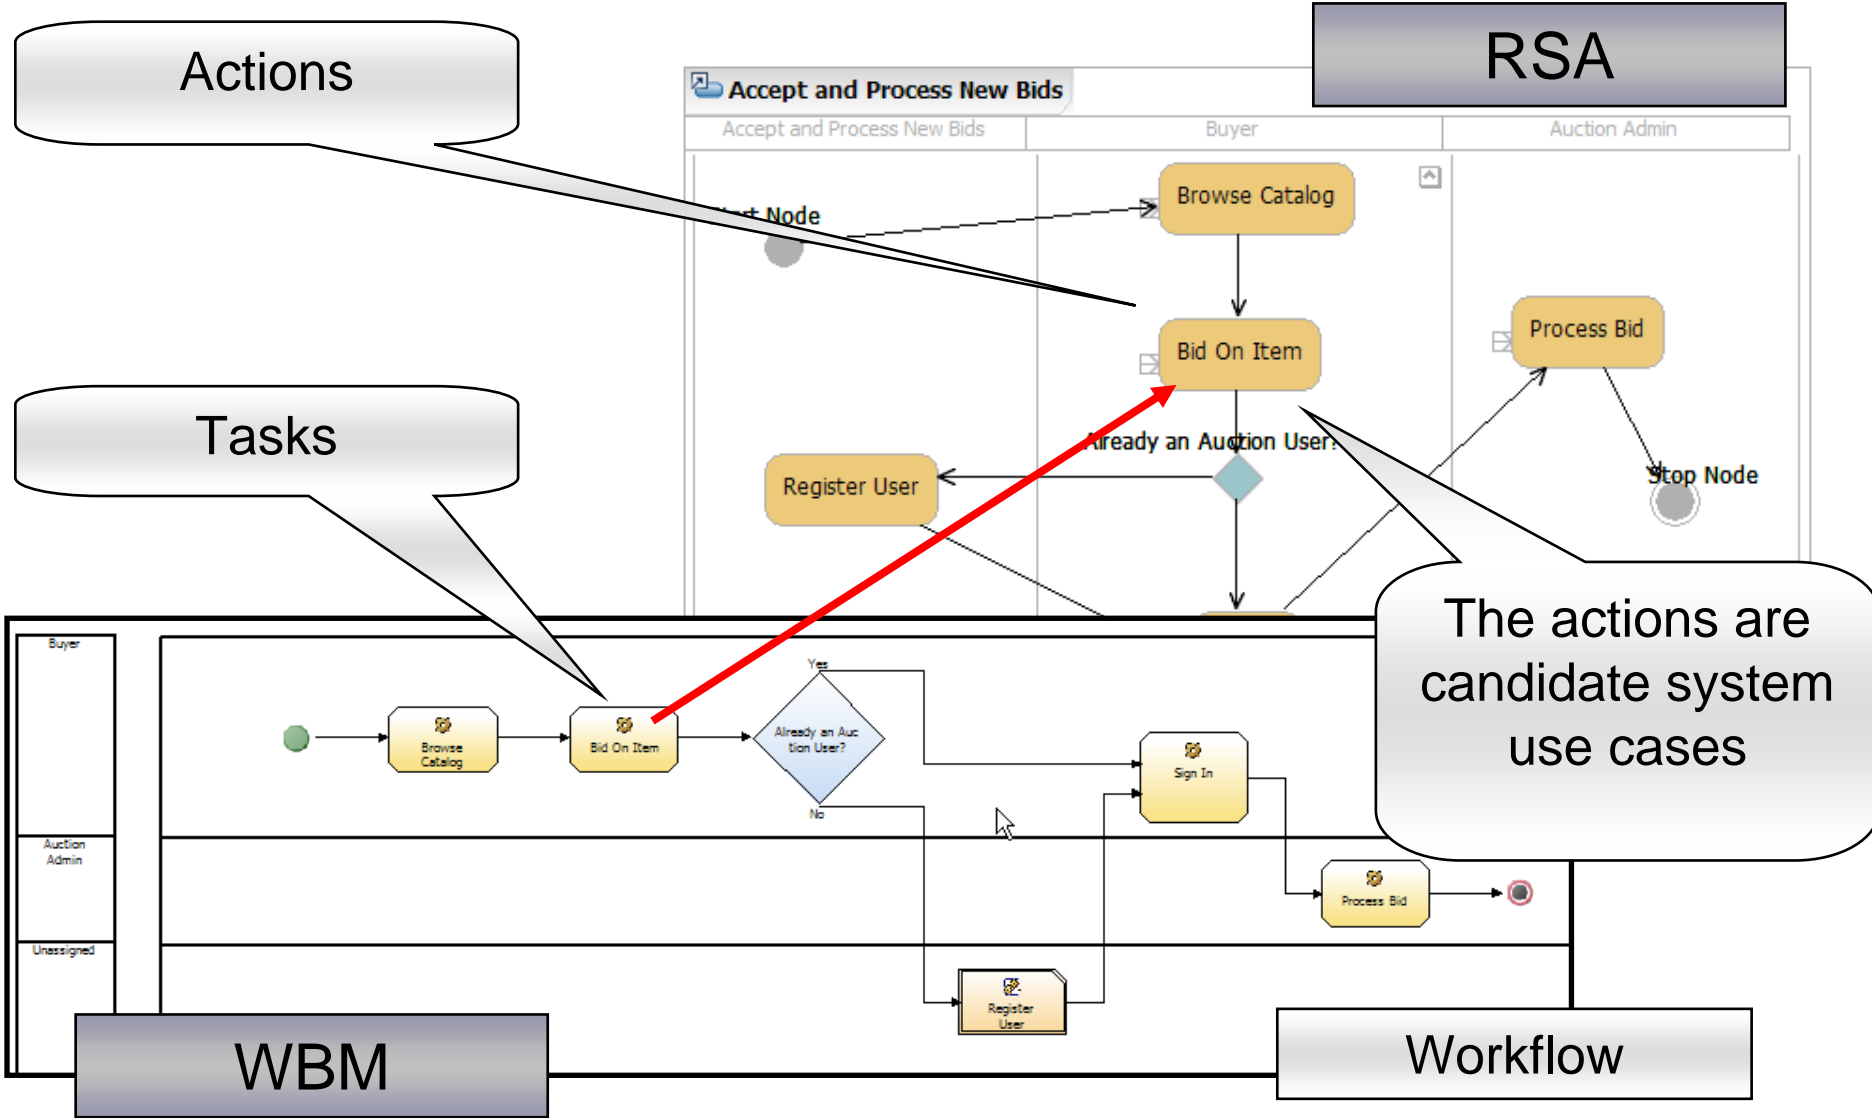 Actions
RSA
Accept and Process New Bids
Accept and Process New Bids
Buyer
Auction Admin
Browse Catalog
Node
Bid On Item
Process Bid
Tasks
Already an Auction User?
Register User
Stop Node
The actions are
candidate system
use cases
Buyer
Yes
Browse
Catalog
Bid On Item
Already an Auc
tion User?
Sign In
No
Auction
Admin
Process Bid
Unassigned
Register
User
WBM
Workflow